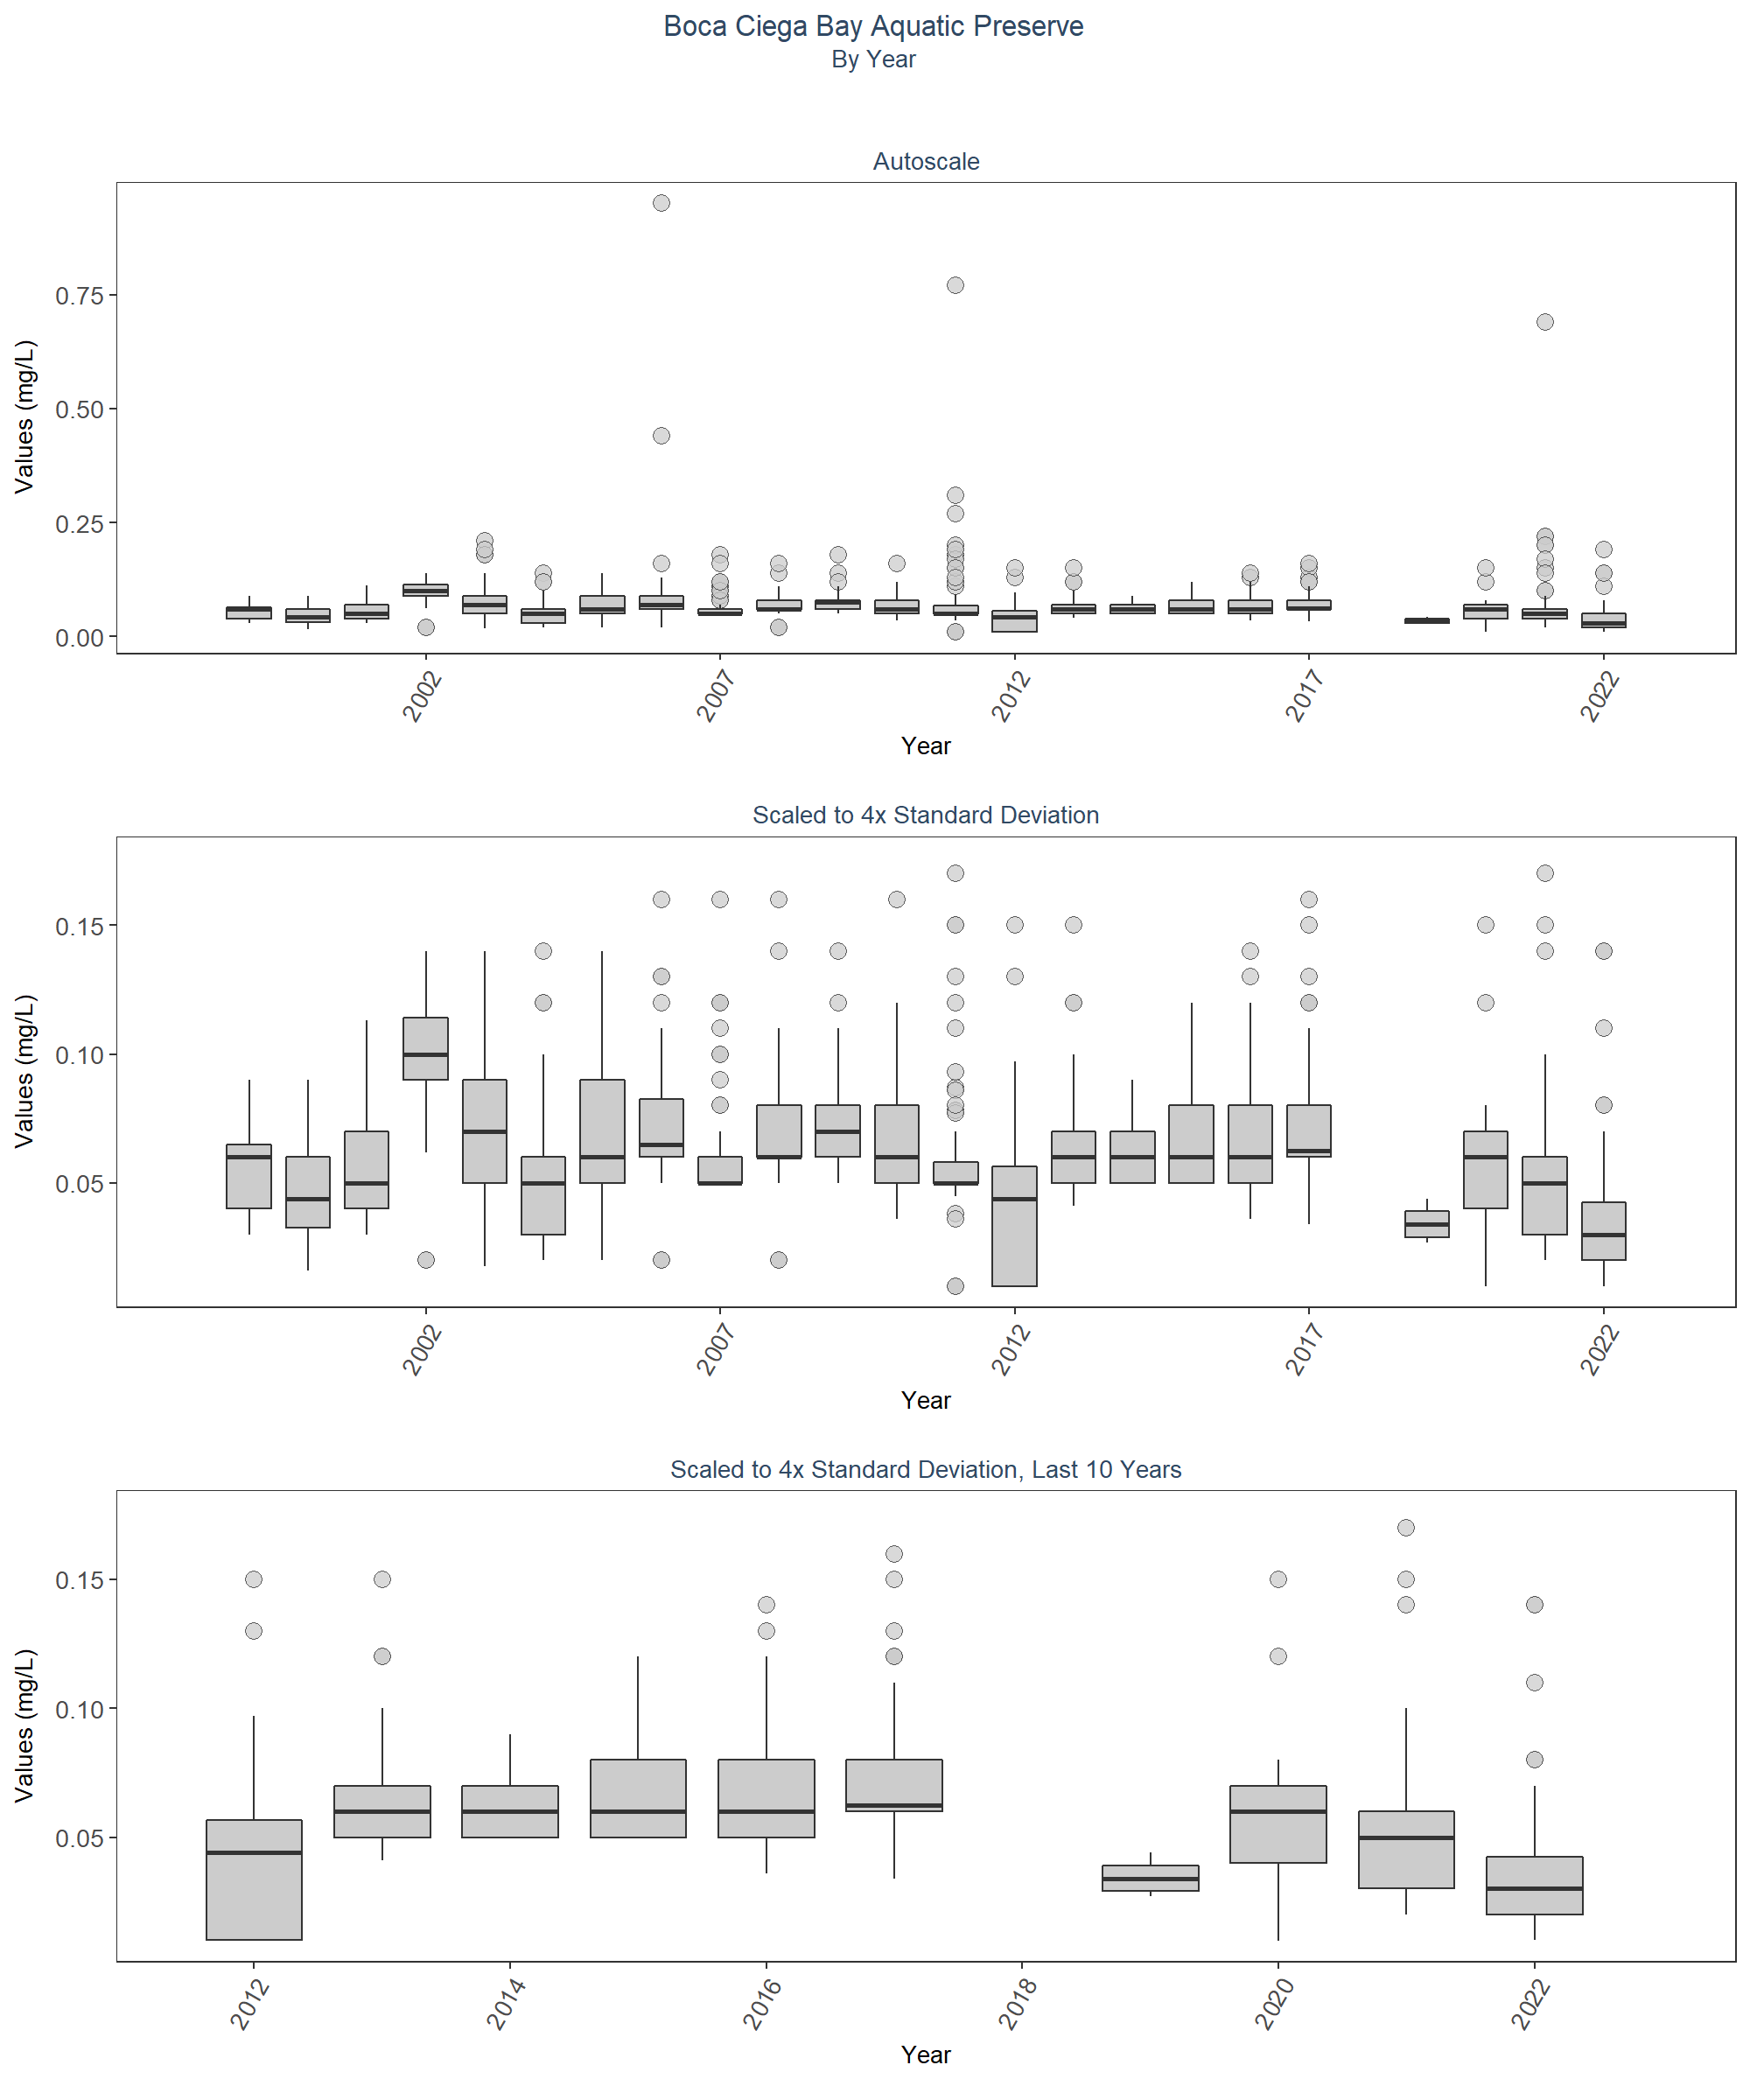 Boca Ciega Bay Aquatic Preserve
By Year
Autoscale
Values (mg/L)
0.75
0.50
0.25
0.00
2002
2007
2012
2017
2022
Year
Scaled to 4x Standard Deviation
Values (mg/L)
0.15
0.10
0.05
2002
2007
2012
2017
2022
Year
Scaled to 4x Standard Deviation, Last 10 Years
Values (mg/L)
0.15
0.10
0.05
2012
2014
2016
2018
2020
2022
Year